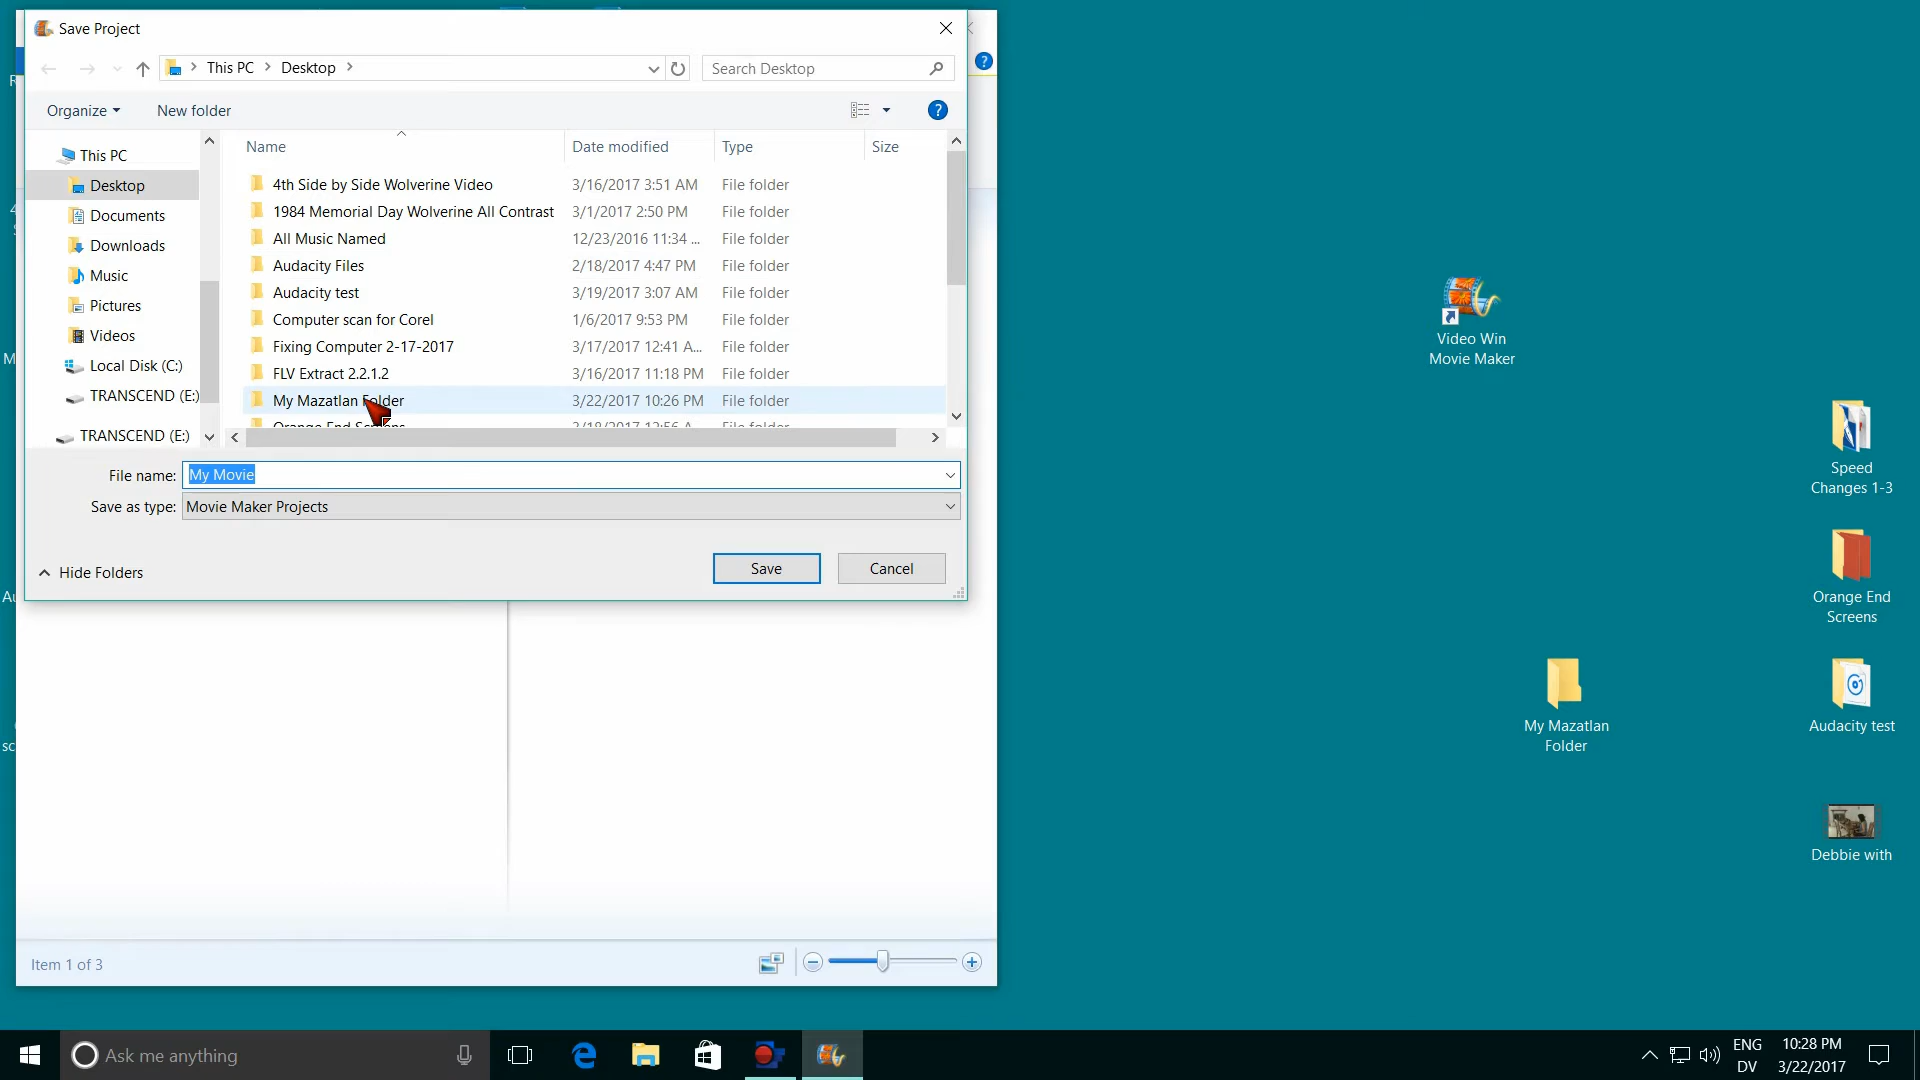 Save Project
This PC
Desktop
Search Desktop
Organize
New folder
This PC
Desktop
Documents
Downloads
Music
Pictures
Videos
Local Disk (C:)
TRANSCEND (E:)
TRANSCEND (E:)
Name Date modified Type Size
4th Side by Side Wolverine Video 3/16/2017 3:51 AM File folder
1984 Memorial Day Wolverine All Contrast 3/1/2017 2:50 PM File folder
All Music Named 12/23/2016 11:34 ... File folder
Audacity Files 2/18/2017 4:47 PM File folder
Audacity test 3/19/2017 3:07 AM File folder
Computer scan for Corel 1/6/2017 9:53 PM File folder
Fixing Computer 2-17-2017 3/17/2017 12:41 A... File folder
FLV Extract 2.2.1.2 3/16/2017 11:18 PM File folder
My Mazatlan Folder 3/22/2017 10:26 PM File folder
File name: My Movie
Save as type: Movie Maker Projects
Hide Folders
Save
Cancel
Item 1 of 3
Video Win
Movie Maker
Speed
Changes 1-3
Orange End
Screens
My Mazatlan
Folder
Audacity test
Debbie with
Ask me anything
ENG
DV
10:28 PM
3/22/2017